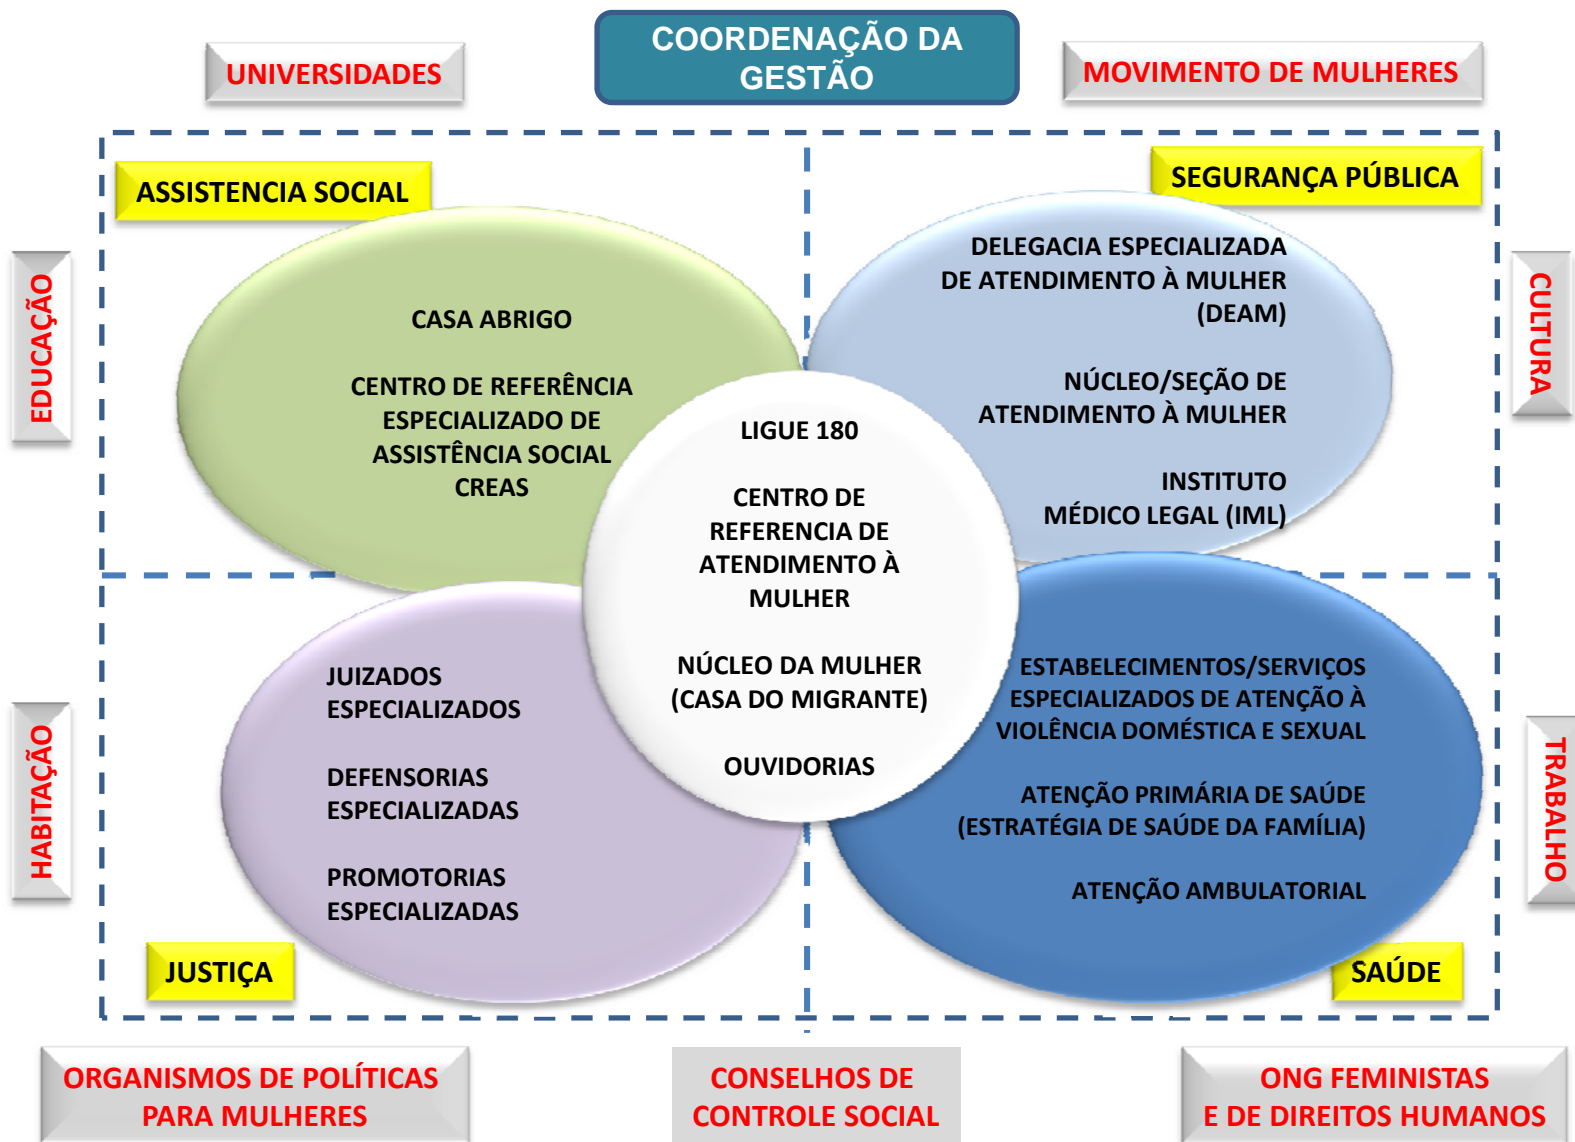 UNIVERSIDADES
COORDENAÇÃO DA
GESTÃO
MOVIMENTO DE MULHERES
ASSISTENCIA SOCIAL
SEGURANÇA PÚBLICA
EDUCAÇÃO
CASA ABRIGO
CENTRO DE REFERÊNCIA
ESPECIALIZADO DE
ASSISTÊNCIA SOCIAL
CREAS
DELEGACIA ESPECIALIZADA
DE ATENDIMENTO À MULHER
(DEAM)
NÚCLEO/SEÇÃO DE
ATENDIMENTO À MULHER
INSTITUTO
MÉDICO LEGAL (IML)
CULTURA
LIGUE 180
CENTRO DE
REFERENCIA DE
ATENDIMENTO À
MULHER
NÚCLEO DA MULHER
(CASA DO MIGRANTE)
OUVIDORIAS
HABITAÇÃO
JUIZADOS
ESPECIALIZADOS
DEFENSORIAS
ESPECIALIZADAS
PROMOTORIAS
ESPECIALIZADAS
ESTABELECIMENTOS/SERVIÇOS
ESPECIALIZADOS DE ATENÇÃO À
VIOLÊNCIA DOMÉSTICA E SEXUAL
ATENÇÃO PRIMÁRIA DE SAÚDE
(ESTRATÉGIA DE SAÚDE DA FAMÍLIA)
ATENÇÃO AMBULATORIAL
TRABALHO
JUSTIÇA
SAÚDE
ORGANISMOS DE POLÍTICAS
PARA MULHERES
CONSELHOS DE
CONTROLE SOCIAL
ONG FEMINISTAS
E DE DIREITOS HUMANOS